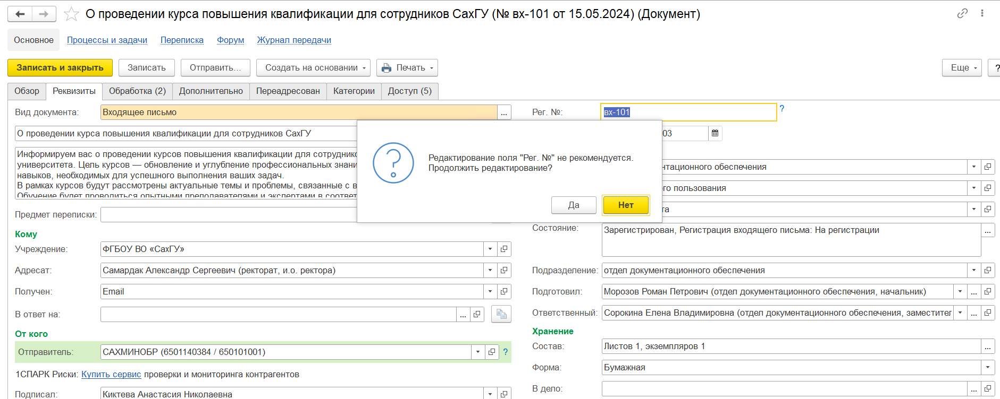 О проведении курса повышения квалификации для сотрудников СахГУ (№ вх-101 от 15.05.2024) (Документ)
Основное Процессы и задачи Переписка Форум Журнал передачи
Записать и закрыть Записать Отправить... Создать на основании Печать Еще ?
Обзор Реквизиты Обработка (2) Дополнительно Переадресован Категории Доступ (5)
Вид документа: Входящее письмо ... Рег. №: вх-101 ?
О проведении курса повышения квалификации для сотрудников СахГУ 03
Информируем вас о проведении курсов повышения квалификации для
университета. Цель курсов — обновление и углубление профессиональных
навыков, необходимых для успешного выполнения ваших задач.
В рамках курсов будут рассмотрены актуальные темы и проблемы, связанные с
Обучение будет проводиться опытными преподавателями и экспертами в
Редактирование поля "Рег. №" не рекомендуется.
Продолжить редактирование?
Да Нет
обеспечения
пользования
Предмет переписки:
Кому
Учреждение: ФГБОУ ВО «СахГУ»
Адресат: Самардак Александр Сергеевич (ректорат, и.о. ректора)
Получен: Email
В ответ на: ...
От кого
Отправитель: САХМИНОБР (6501140384 / 650101001) ?
1СПАРК Риски: Купить сервис проверки и мониторинга контрагентов
Подписал: Киктева Анастасия Николаевна
Состояние: Зарегистрирован, Регистрация входящего письма: На регистрации ...
Подразделение: отдел документационного обеспечения
Подготовил: Морозов Роман Петрович (отдел документационного обеспечения, начальник) ...
Ответственный: Сорокина Елена Владимировна (отдел документационного обеспечения, заместител ...
Хранение
Состав: Листов 1, экземпляров 1 ...
Форма: Бумажная
В дело: ...